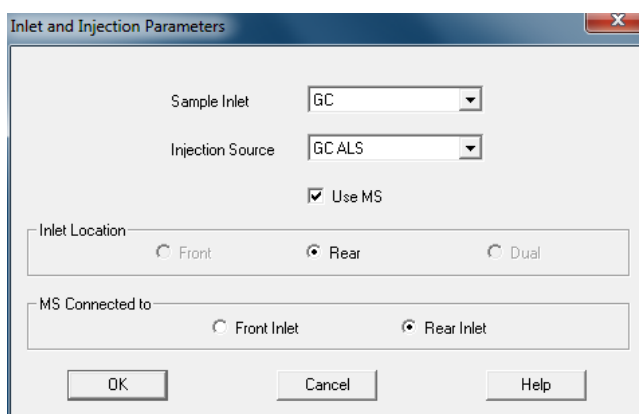 Inlet and Injection Parameters
X
Sample Inlet GC
Injection Source GC ALS
Use MS
Inlet Location
Front Rear Dual
MS Connected to
Front Inlet Rear Inlet
OK Cancel Help